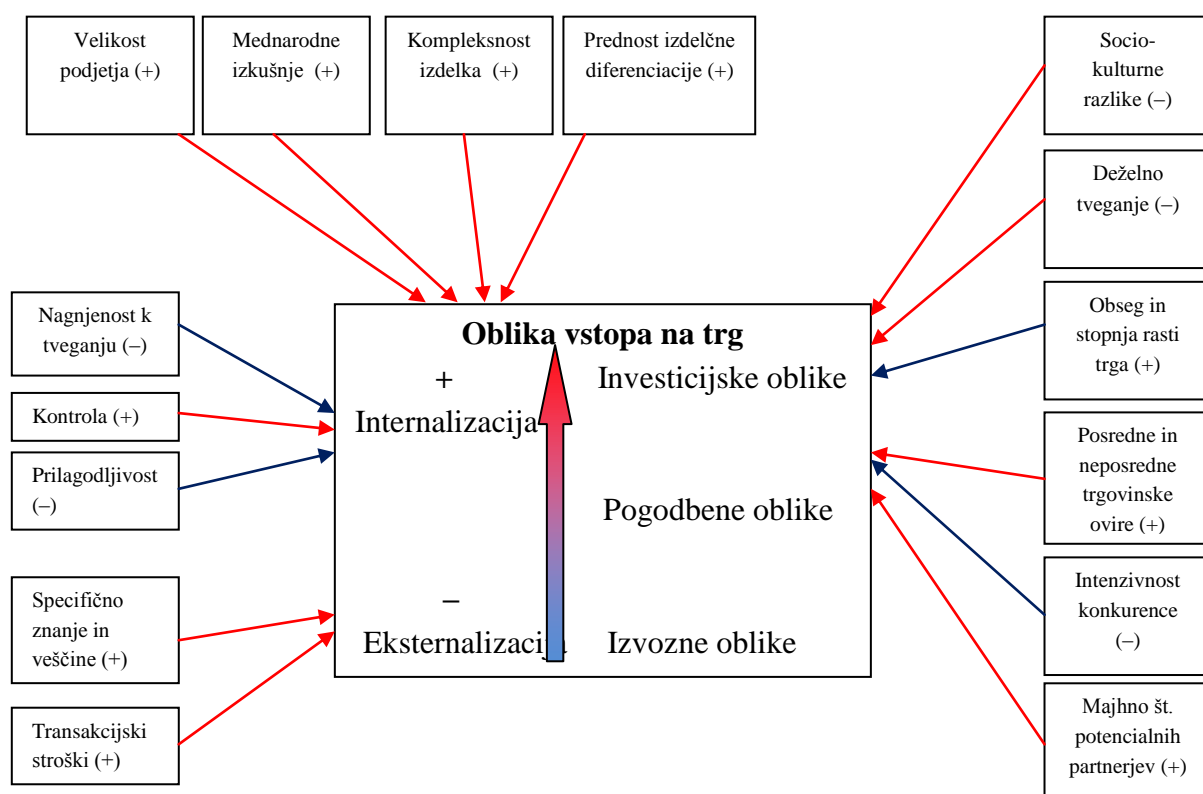 Velikost
podjetja (+)
Mednarodne
izkušnje (+)
Kompleksnost
izdelka (+)
Prednost izdelčne
diferenciacije (+)
Socio-
kulturne
razlike (–)
Deželno
tveganje (–)
Nagnjenost k
tveganju (–)
Kontrola (+)
Prilagodljivost
(–)
Specifično
znanje in
veščine (+)
Transakcijski
stroški (+)
Oblika vstopa na trg
+
Internalizacija
Investicijske oblike
Pogodbene oblike
–
Eksternalizacija
Izvozne oblike
Obseg in
stopnja rasti
trga (+)
Posredne in
neposredne
trgovinske
ovire (+)
Intenzivnost
konkurence
(–)
Majhno št.
potencialnih
partnerjev (+)